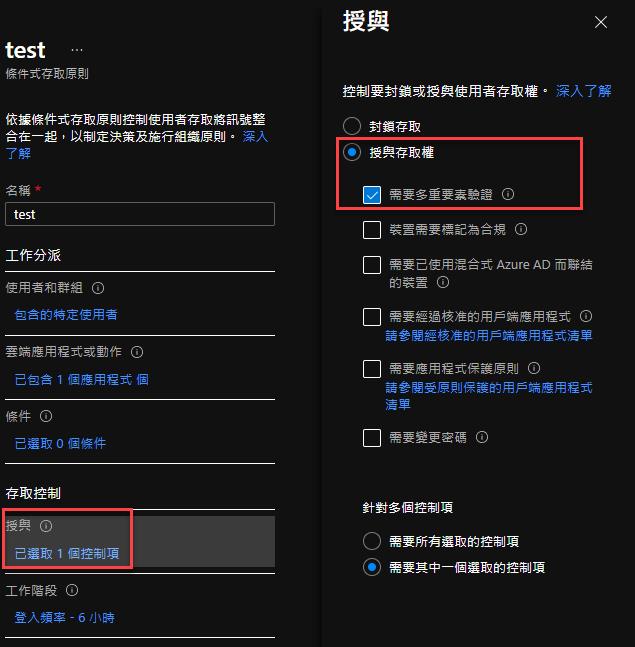 test ...
條件式存取原則
依據條件式存取原則控制使用者存取將訊號整
合在一起，以制定決策及施行組織原則。 深入
了解
名稱 *
test
工作分派
使用者和群組
包含的特定使用者
雲端應用程式或動作
已包含 1 個應用程式 個
條件
已選取 0 個條件
存取控制
授與
已選取 1 個控制項
工作階段
登入頻率 - 6 小時
授與
控制要封鎖或授與使用者存取權。 深入了解
封鎖存取
授與存取權
需要多重要素驗證
裝置需要標記為合規
需要已使用混合式 Azure AD 而聯結
的裝置
需要經過核准的用戶端應用程式
請參閱經核准的用戶端應用程式清單
需要應用程式保護原則
請參閱受原則保護的用戶端應用程式
清單
需要變更密碼
針對多個控制項
需要所有選取的控制項
需要其中一個選取的控制項